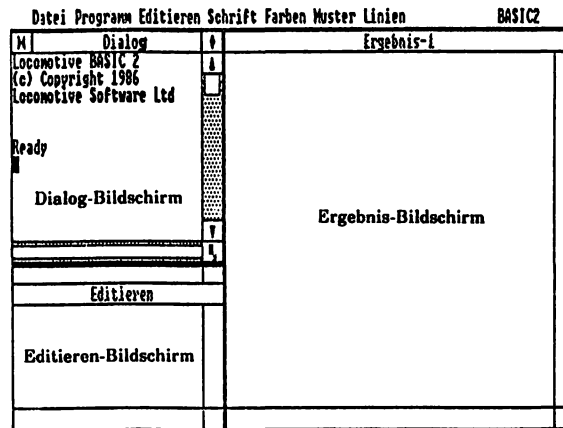 Datei Programm Editieren Schrift Farben Muster Linien BASIC2
Dialog
Locomotive BASIC 2
(c) Copyright 1986
Locomotive Software Ltd
Ready
Dialog-Bildschirm
Editieren
Editieren-Bildschirm
Ergebnis-1
Ergebnis-Bildschirm